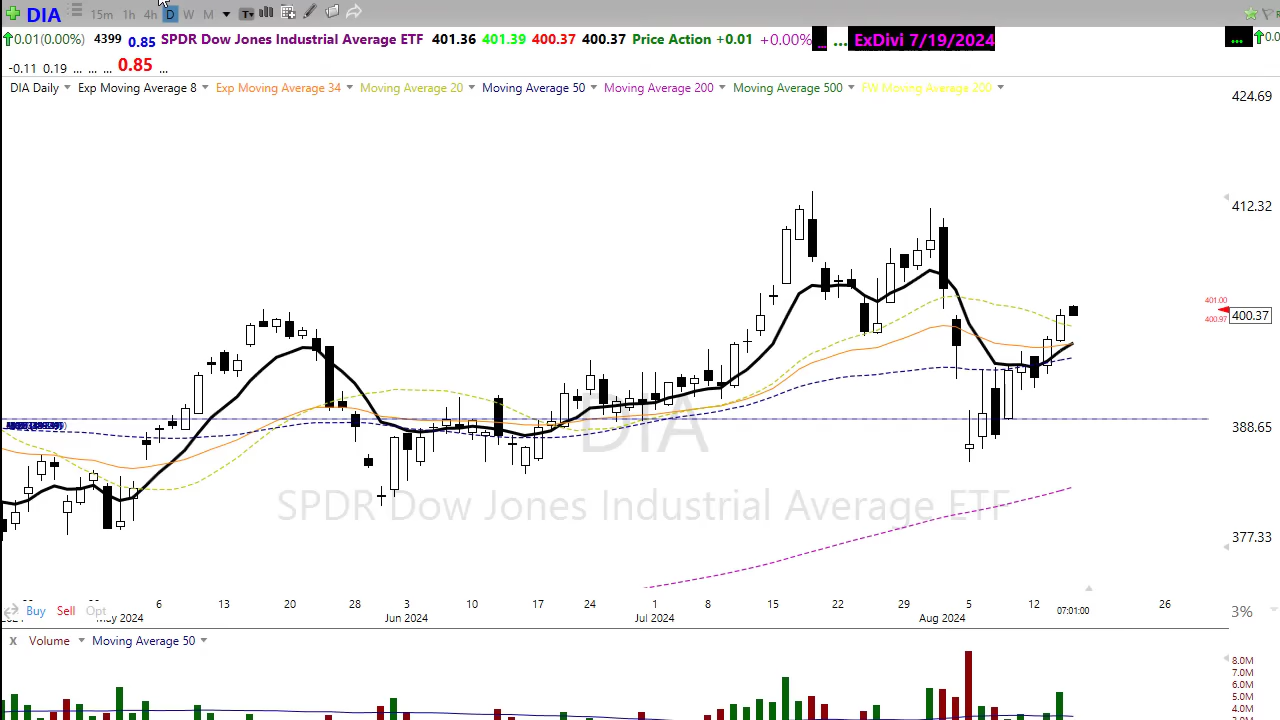 DIA 15m 1h 4h D W M
0.01(0.00%) 4399 0.85 SPDR Dow Jones Industrial Average ETF 401.36 401.39 400.37 400.37 Price Action +0.01 +0.00% ... ... ExDivi 7/19/2024 ... 0.0
-0.11 0.19 ... ... ... 0.85 ...
DIA Daily Exp Moving Average 8 Exp Moving Average 34 Moving Average 20 Moving Average 50 Moving Average 200 Moving Average 500 FW Moving Average 200
424.69
412.32
401.00
400.37
400.97
388.65
377.33
DIA
SPDR Dow Jones Industrial Average ETF
6 13 20 28 3 10 17 24 1 8 15 22 29 5 12 26
Buy Sell Opt
May 2024 Jun 2024 Jul 2024 Aug 2024 07:01:00
3%
X Volume Moving Average 50
8.0M
7.0M
6.0M
5.0M
4.0M